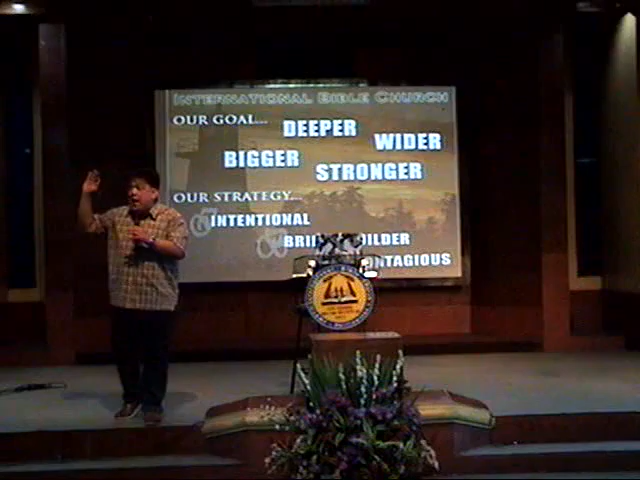 INTERNATIONAL BIBLE CHURCH
OUR GOAL...
DEEPER
WIDER
BIGGER
STRONGER
OUR STRATEGY...
INTENTIONAL